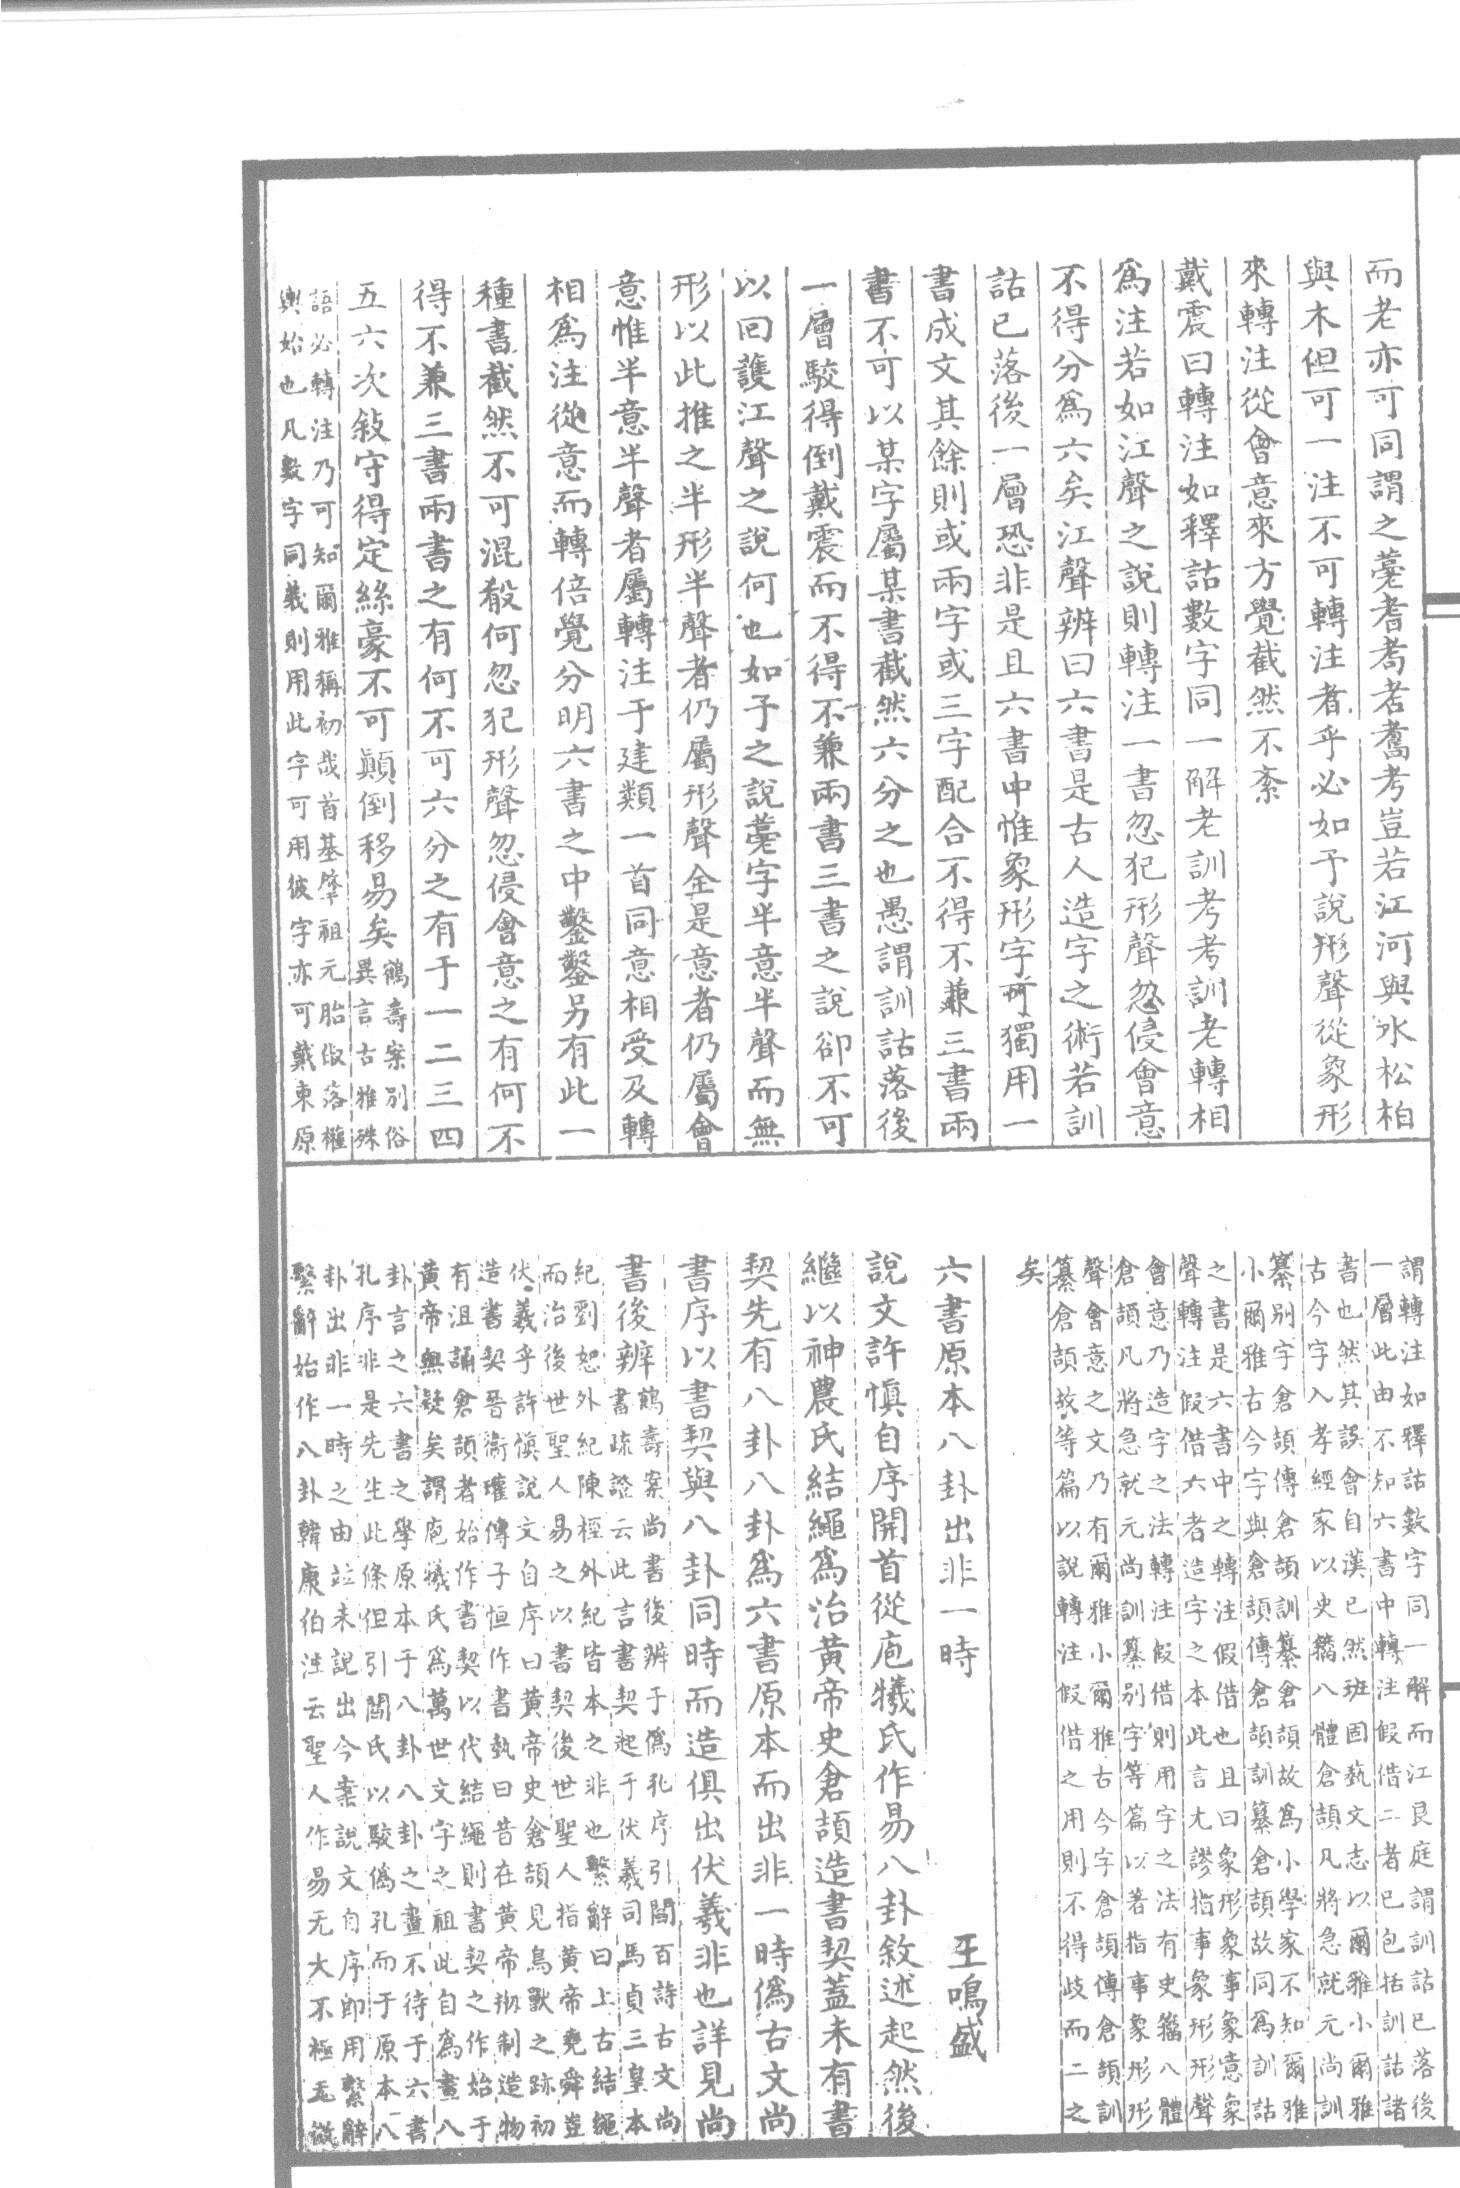 而老亦可同謂之耄耆耇耉耋考豈若江河與水松柏
與木但可一注不可轉注者乎必如予說形聲從象形
來轉注從會意來方覺截然不紊
戴震曰轉注如釋詁數字同一解老訓考考訓老轉相
爲注若如江聲之說則轉注一書忽犯形聲忽侵會意
不得分爲六矣江聲辨曰六書是古人造字之術若訓
詁已落後一層恐非是且六書中惟象形字可獨用一
書成文其餘則或兩字或三字配合不得不兼三書兩
書不可以某字屬某書截然六分之也愚謂訓詁落後
一層駮得倒戴震而不得不兼兩書三書之說卻不可
以回護江聲之說何也如予之說耄字半意半聲而無
形以此推之半形半聲者仍屬形聲全是意者仍屬會
意惟半意半聲者屬轉注于建類一首同意相受及轉
相爲注從意而轉倍覺分明六書之中鑿鑿另有此一
種書截然不可混殽何忽犯形聲忽侵會意之有何不
得不兼三書兩書之有何不可六分之有于一二三四
五六次敍守得定絲豪不可顚倒移易矣鶴壽案別俗
異言古雅殊
語必轉注乃可知爾雅稱初哉首基肇祖元胎俶落權
輿始也凡數字同義則用此字可用彼字亦可戴東原
謂轉注如釋詁數字同一解而江艮庭謂訓詁已落後
一層此由不知六書中轉注假借二者已包括訓詁諸
書也然其誤會自漢已然班固藝文志以爾雅小爾雅
古今字入孝經家以史籒八體倉頡凡將急就元尚訓
纂別字倉頡傳倉頡訓纂倉頡故爲小學家不知爾雅
小爾雅古今字與倉頡傳倉頡訓纂倉頡故同爲訓詁
之書是六書中之轉注假借也且曰象形象事象意象
聲轉注假借六者造字之本此言尤謬指事象形形聲
會意乃造字之法轉注假借則用字之法有史籒八體
倉頡凡將急就元尚訓纂別字等篇以著指事象形形
聲會意之文乃有爾雅小爾雅古今字倉頡傳倉頡訓
纂倉頡故等篇以說轉注假借之用則不得歧而二之
矣
六書原本八卦出非一時
王鳴盛
說文許愼自序開首從庖犧氏作易八卦敘述起然後
繼以神農氏結繩爲治黃帝史倉頡造書契蓋未有書
契先有八卦八卦爲六書原本而出非一時僞古文尚
書序以書契與八卦同時而造俱出伏羲非也詳見尚
書後辨鶴壽案尚書後辨于僞孔序引閻百詩古文尚
書疏證云此言書契起于伏羲司馬貞三皇本
紀劉恕外紀陳桱外紀皆本之非也繫辭曰上古結繩
而治後世聖人易之以書契後世聖人指黃帝堯舜豈
伏羲乎許愼說文自序曰黃帝史倉頡見鳥獸之跡初
造書契晉衞瓘傳子恒作書執曰昔在黃帝剏制造物
有沮誦倉頡者始作書契以代結繩則書契之作始于
黃帝無疑矣謂庖犧氏爲萬世文字之祖此自爲畫八
卦言之六書之學原本于八卦八卦之畫不待于六書
孔序非是先生此條但引閻氏以駮僞孔而于原本八
卦出非一時之由竝未說出今案說文自序卽用繫辭
繫辭始作八卦韓康伯注云聖人作易无大不極无微